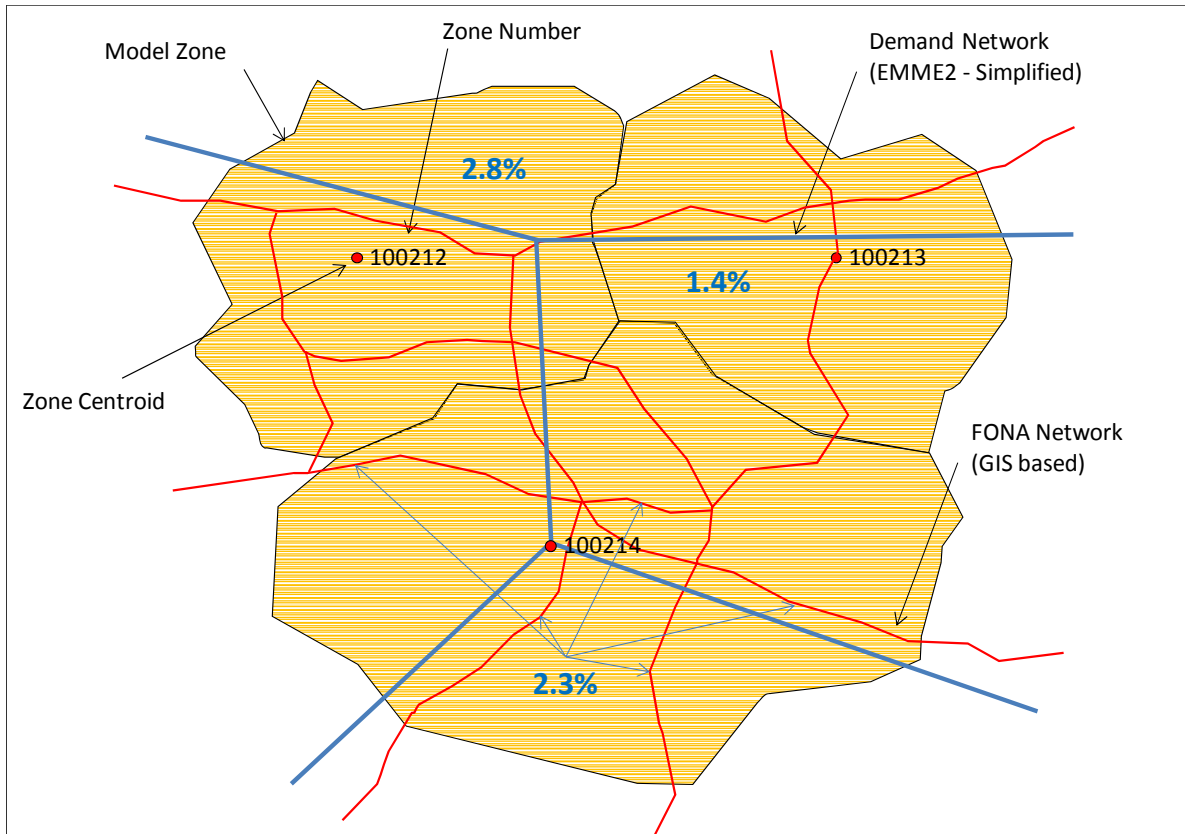 Zone Number
Model Zone
Demand Network
(EMME2 - Simplified)
2.8%
100212
100213
1.4%
Zone Centroid
FONA Network
(GIS based)
100214
2.3%